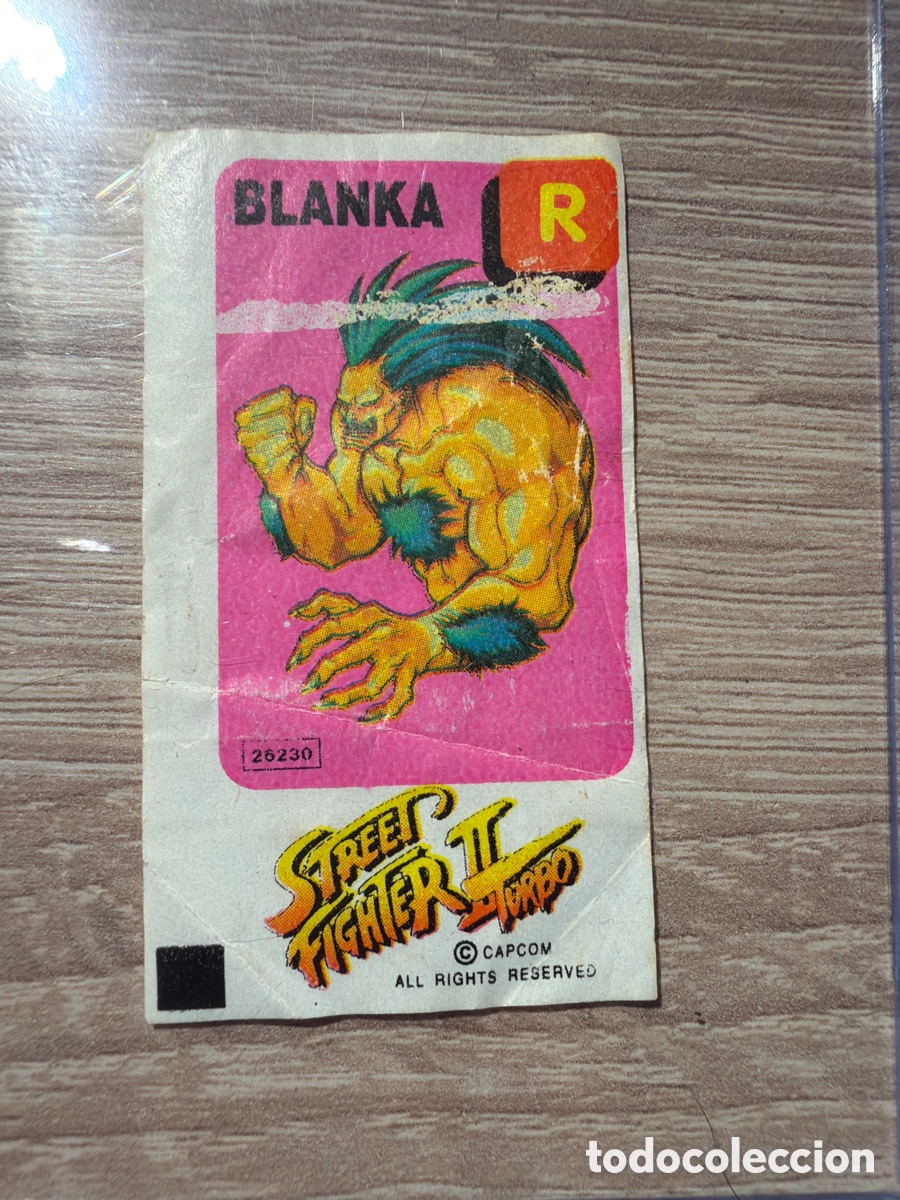 BLANKA
R
26230
STREET
FIGHTER II
TURBO
© CAPCOM
ALL RIGHTS RESERVED
todocoleccion